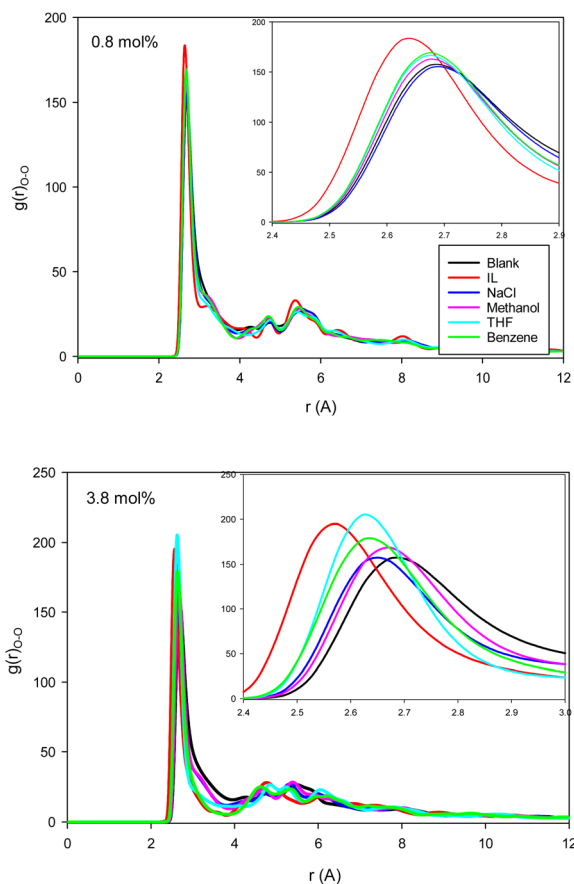 0.8 mol%
g(r)O-O
200
150
100
50
0
0 2 4 6 8 10 12
r (A)
200
150
100
50
0
2.4 2.5 2.6 2.7 2.8 2.9
Blank
IL
NaCl
Methanol
THF
Benzene
3.8 mol%
g(r)O-O
250
200
150
100
50
0
0 2 4 6 8 10 12
r (A)
250
200
150
100
50
0
2.4 2.5 2.6 2.7 2.8 2.9 3.0